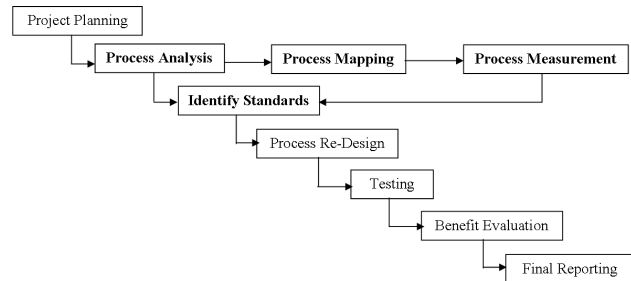 Project Planning
Process Analysis
Process Mapping
Process Measurement
Identify Standards
Process Re-Design
Testing
Benefit Evaluation
Final Reporting